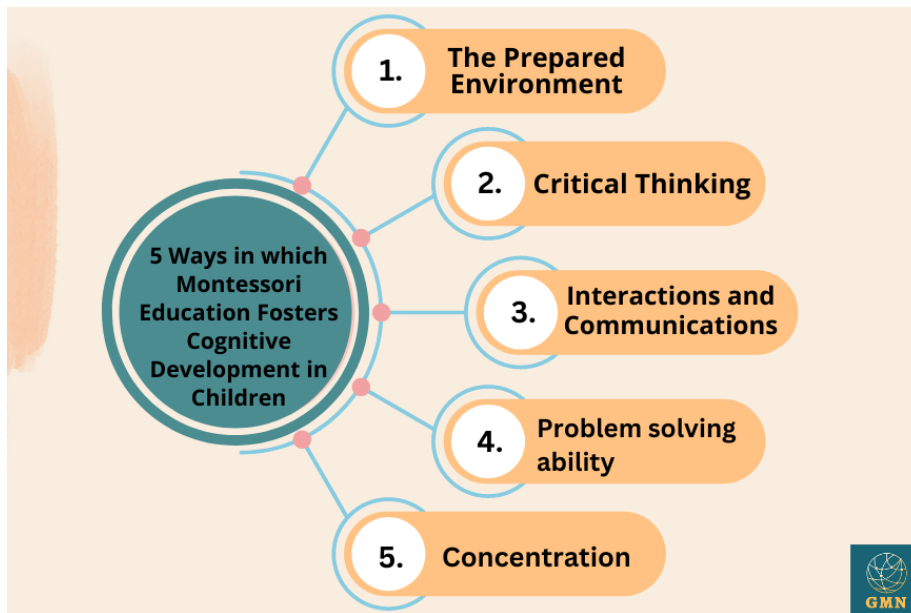 5 Ways in which
Montessori
Education Fosters
Cognitive
Development in
Children
1.
The Prepared
Environment
2.
Critical Thinking
3.
Interactions and
Communications
4.
Problem solving
ability
5.
Concentration
GMN